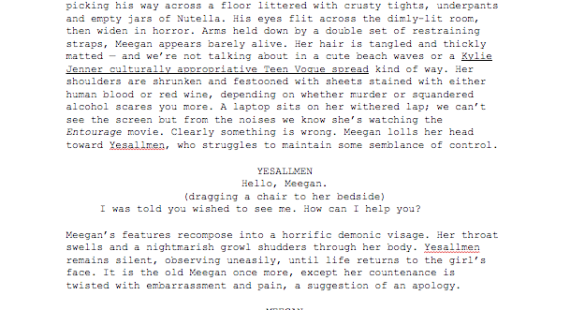 picking his way across a floor littered with crusty tights, underpants
and empty jars of Nutella. His eyes flit across the dimly-lit room,
then widen in horror. Arms held down by a double set of restraining
straps, Meegan appears barely alive. Her hair is tangled and thickly
matted — and we're not talking about in a cute beach waves or a Kylie
Jenner culturally appropriative Teen Vogue spread kind of way. Her
shoulders are shrunken and festooned with sheets stained with either
human blood or red wine, depending on whether murder or squandered
alcohol scares you more. A laptop sits on her withered lap; we can't
see the screen but from the noises we know she's watching the
Entourage movie. Clearly something is wrong. Meegan lolls her head
toward Yesallmen, who struggles to maintain some semblance of control.
YESALLMEN
Hello, Meegan.
(dragging a chair to her bedside)
I was told you wished to see me. How can I help you?
Meegan's features recompose into a horrific demonic visage. Her throat
swells and a nightmarish growl shudders through her body. Yesallmen
remains silent, observing uneasily, until life returns to the girl's
face. It is the old Meegan once more, except her countenance is
twisted with embarrassment and pain, a suggestion of an apology.